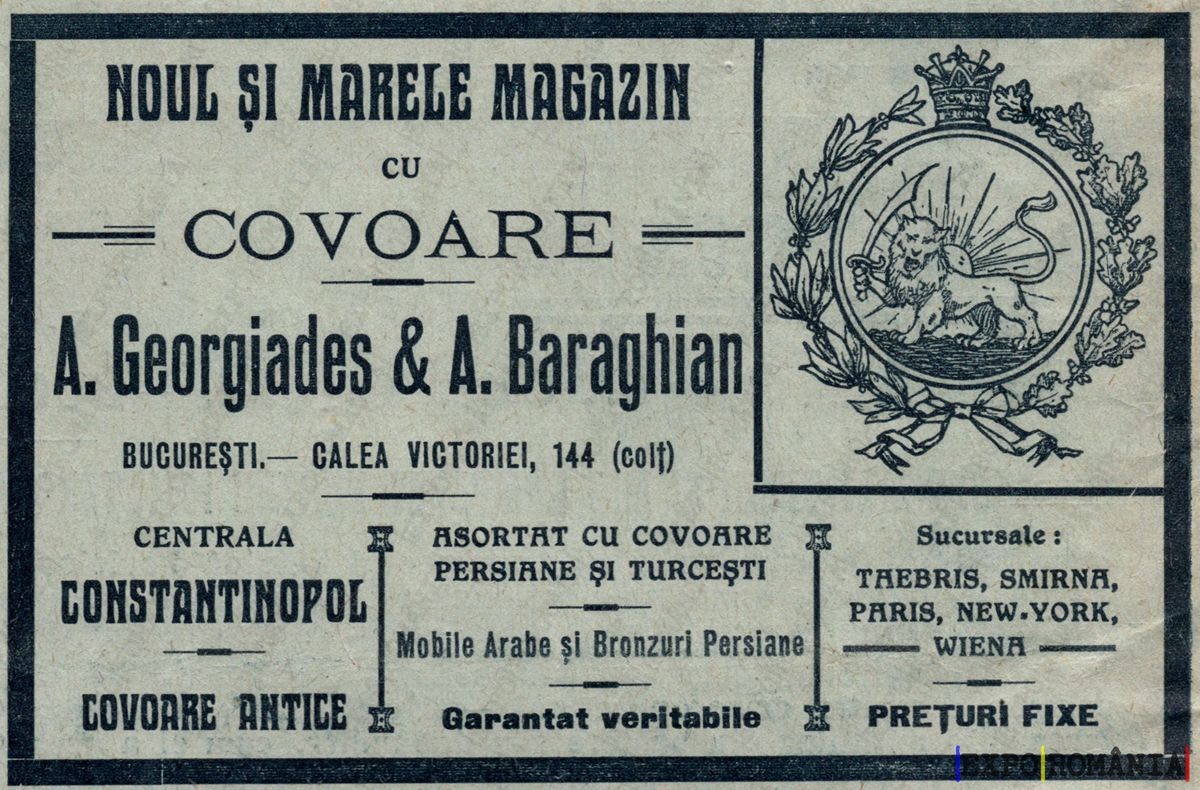 NOUL ȘI MARELE MAGAZIN
CU
COVOARE
A. Georgiades & A. Baraghian
BUCUREȘTI.— CALEA VICTORIEI, 144 (colț)
CENTRALA
CONSTANTINOPOL
COVOARE ANTICE
ASORTAT CU COVOARE
PERSIANE ȘI TURCEȘTI
Mobile Arabe și Bronzuri Persiane
Garantat veritabile
Sucursale :
TAEBRIS, SMIRNA,
PARIS, NEW-YORK,
WIENA
PREȚURI FIXE
EXPO ROMÂNIA